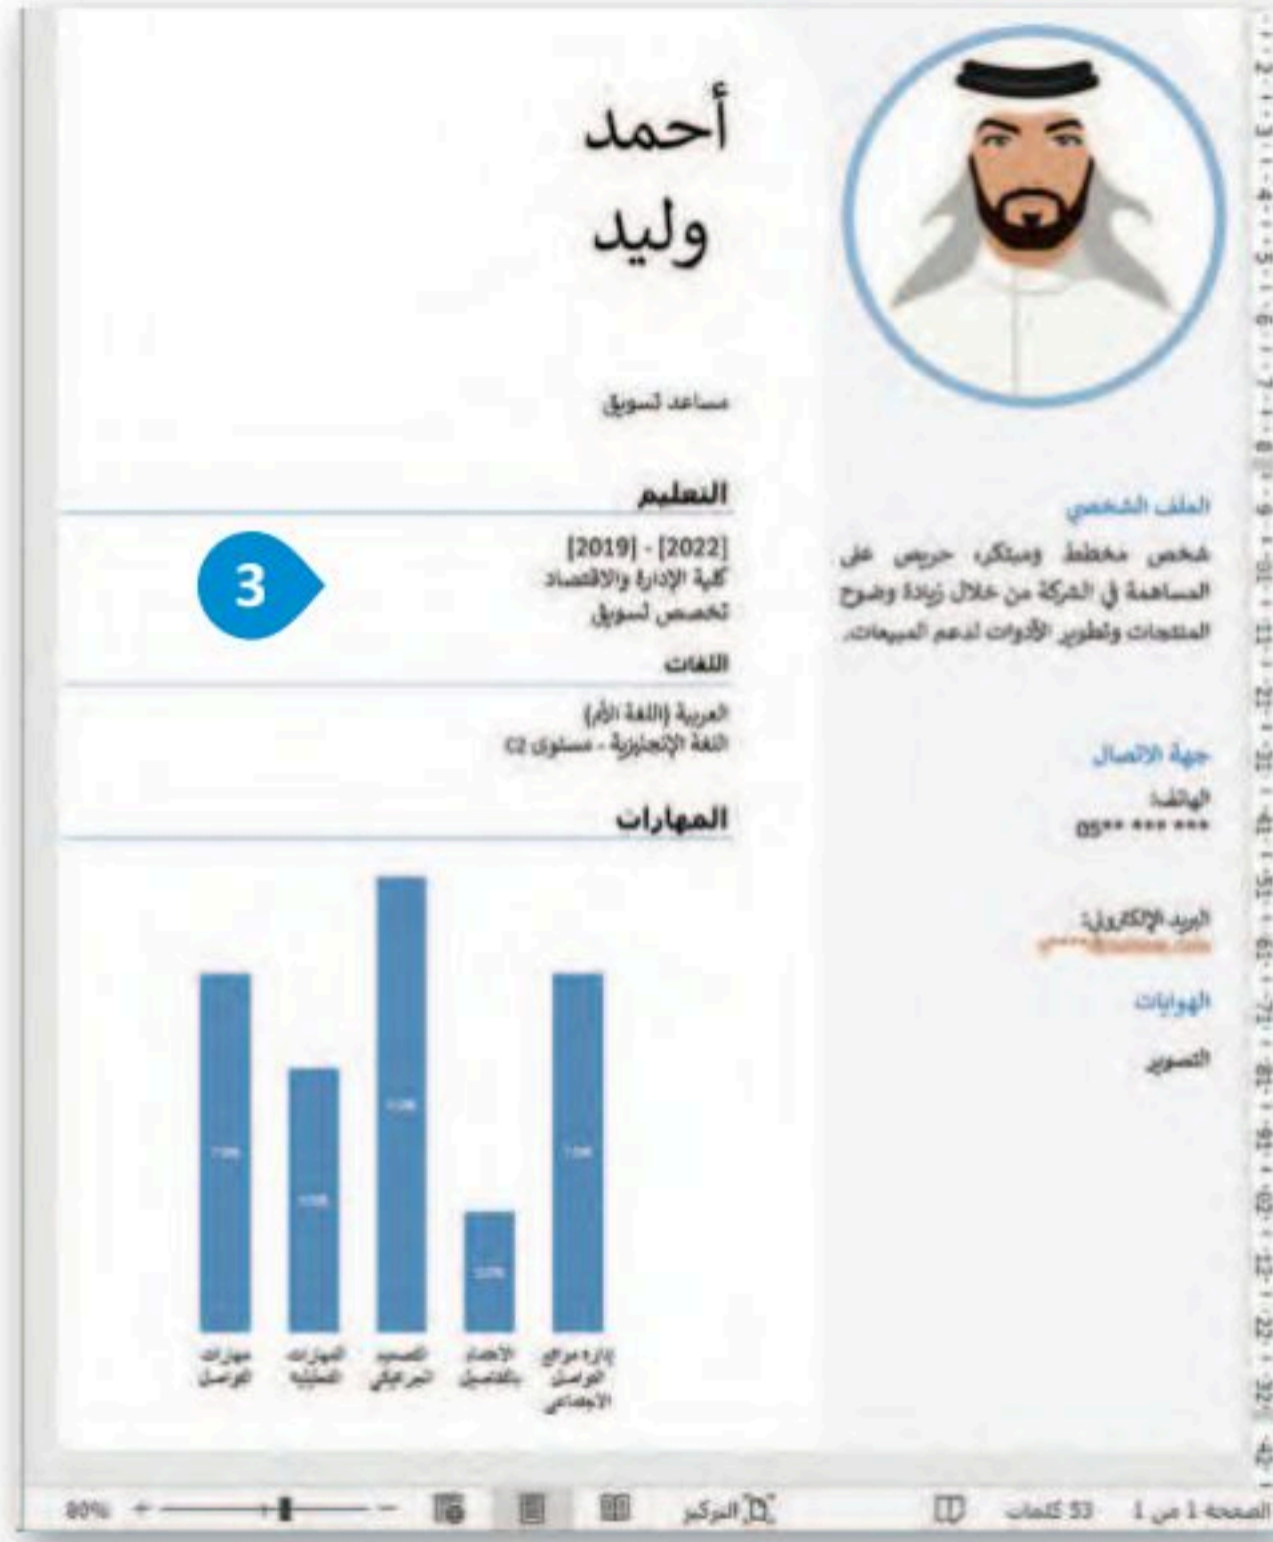 أحمد
وليد
مساعد تسويق
التعليم
[2019] - [2022]
كلية الإدارة والاقتصاد
تخصص تسويق
اللغات
العربية (اللغة الأم)
اللغة الإنجليزية - مستوى C2
المهارات
إدارة مواقع التواصل الاجتماعي
الاهتمام بالتفاصيل
التصميم الجرافيكي
المهارات التحليلية
مهارات التواصل
3
الملف الشخصي
شخص مخطط ومبتكر، حريص على
المساهمة في الشركة من خلال زيادة وضوح
المنتجات وتطوير الأدوات لدعم المبيعات.
جهة الاتصال
الهاتف:
05** *** ***
البريد الإلكتروني:
الهوايات
التصوير
الصفحة 1 من 1
53 كلمات
التركيز
80%